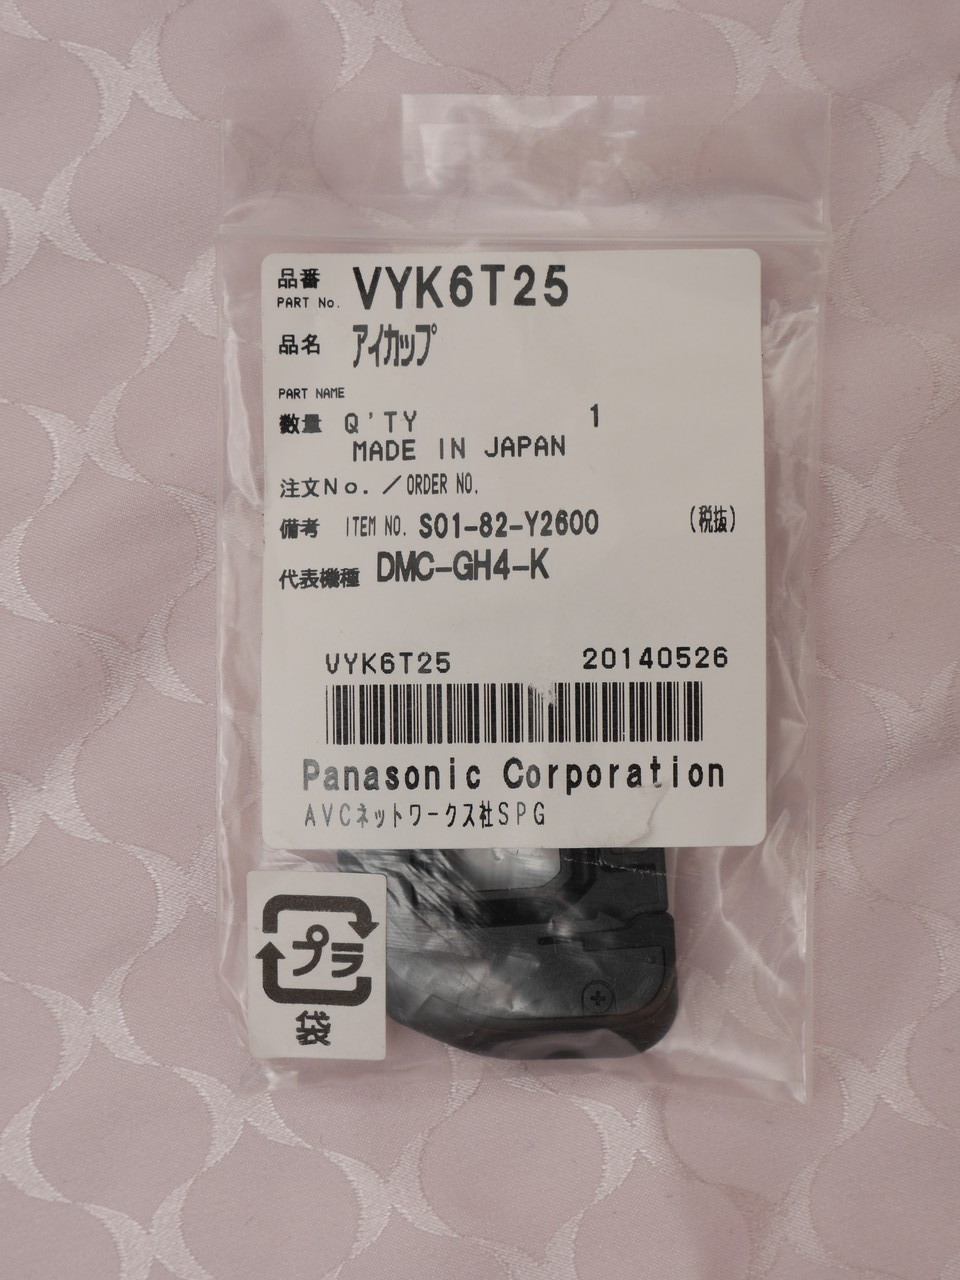 品番 VYK6T25
PART No.
品名 アイカップ
PART NAME
数量 Q'TY 1
MADE IN JAPAN
注文No.／ORDER NO.
備考 ITEM NO. S01-82-Y2600 (税抜)
代表機種 DMC-GH4-K
VYK6T25 20140526
Panasonic Corporation
AVCネットワークス社SPG
プラ
袋